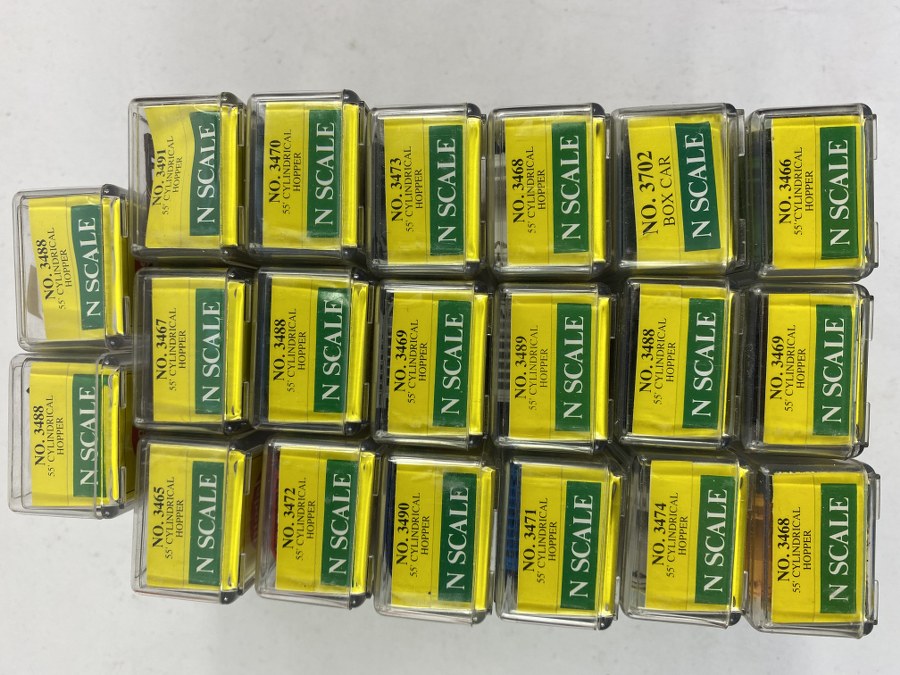 NO. 3488
55' CYLINDRICAL
HOPPER
N SCALE
NO. 3488
55' CYLINDRICAL
HOPPER
N SCALE
NO. 3491
55' CYLINDRICAL
HOPPER
N SCALE
NO. 3467
55' CYLINDRICAL
HOPPER
N SCALE
NO. 3465
55' CYLINDRICAL
HOPPER
N SCALE
NO. 3470
55' CYLINDRICAL
HOPPER
N SCALE
NO. 3488
55' CYLINDRICAL
HOPPER
N SCALE
NO. 3472
55' CYLINDRICAL
HOPPER
N SCALE
NO. 3473
55' CYLINDRICAL
HOPPER
N SCALE
NO. 3469
55' CYLINDRICAL
HOPPER
N SCALE
NO. 3490
55' CYLINDRICAL
HOPPER
N SCALE
NO. 3468
55' CYLINDRICAL
HOPPER
N SCALE
NO. 3489
55' CYLINDRICAL
HOPPER
N SCALE
NO. 3471
55' CYLINDRICAL
HOPPER
N SCALE
NO. 3702
BOX CAR
N SCALE
NO. 3488
55' CYLINDRICAL
HOPPER
N SCALE
NO. 3474
55' CYLINDRICAL
HOPPER
N SCALE
NO. 3466
55' CYLINDRICAL
HOPPER
N SCALE
NO. 3469
55' CYLINDRICAL
HOPPER
N SCALE
NO. 3468
55' CYLINDRICAL
HOPPER
N SCALE